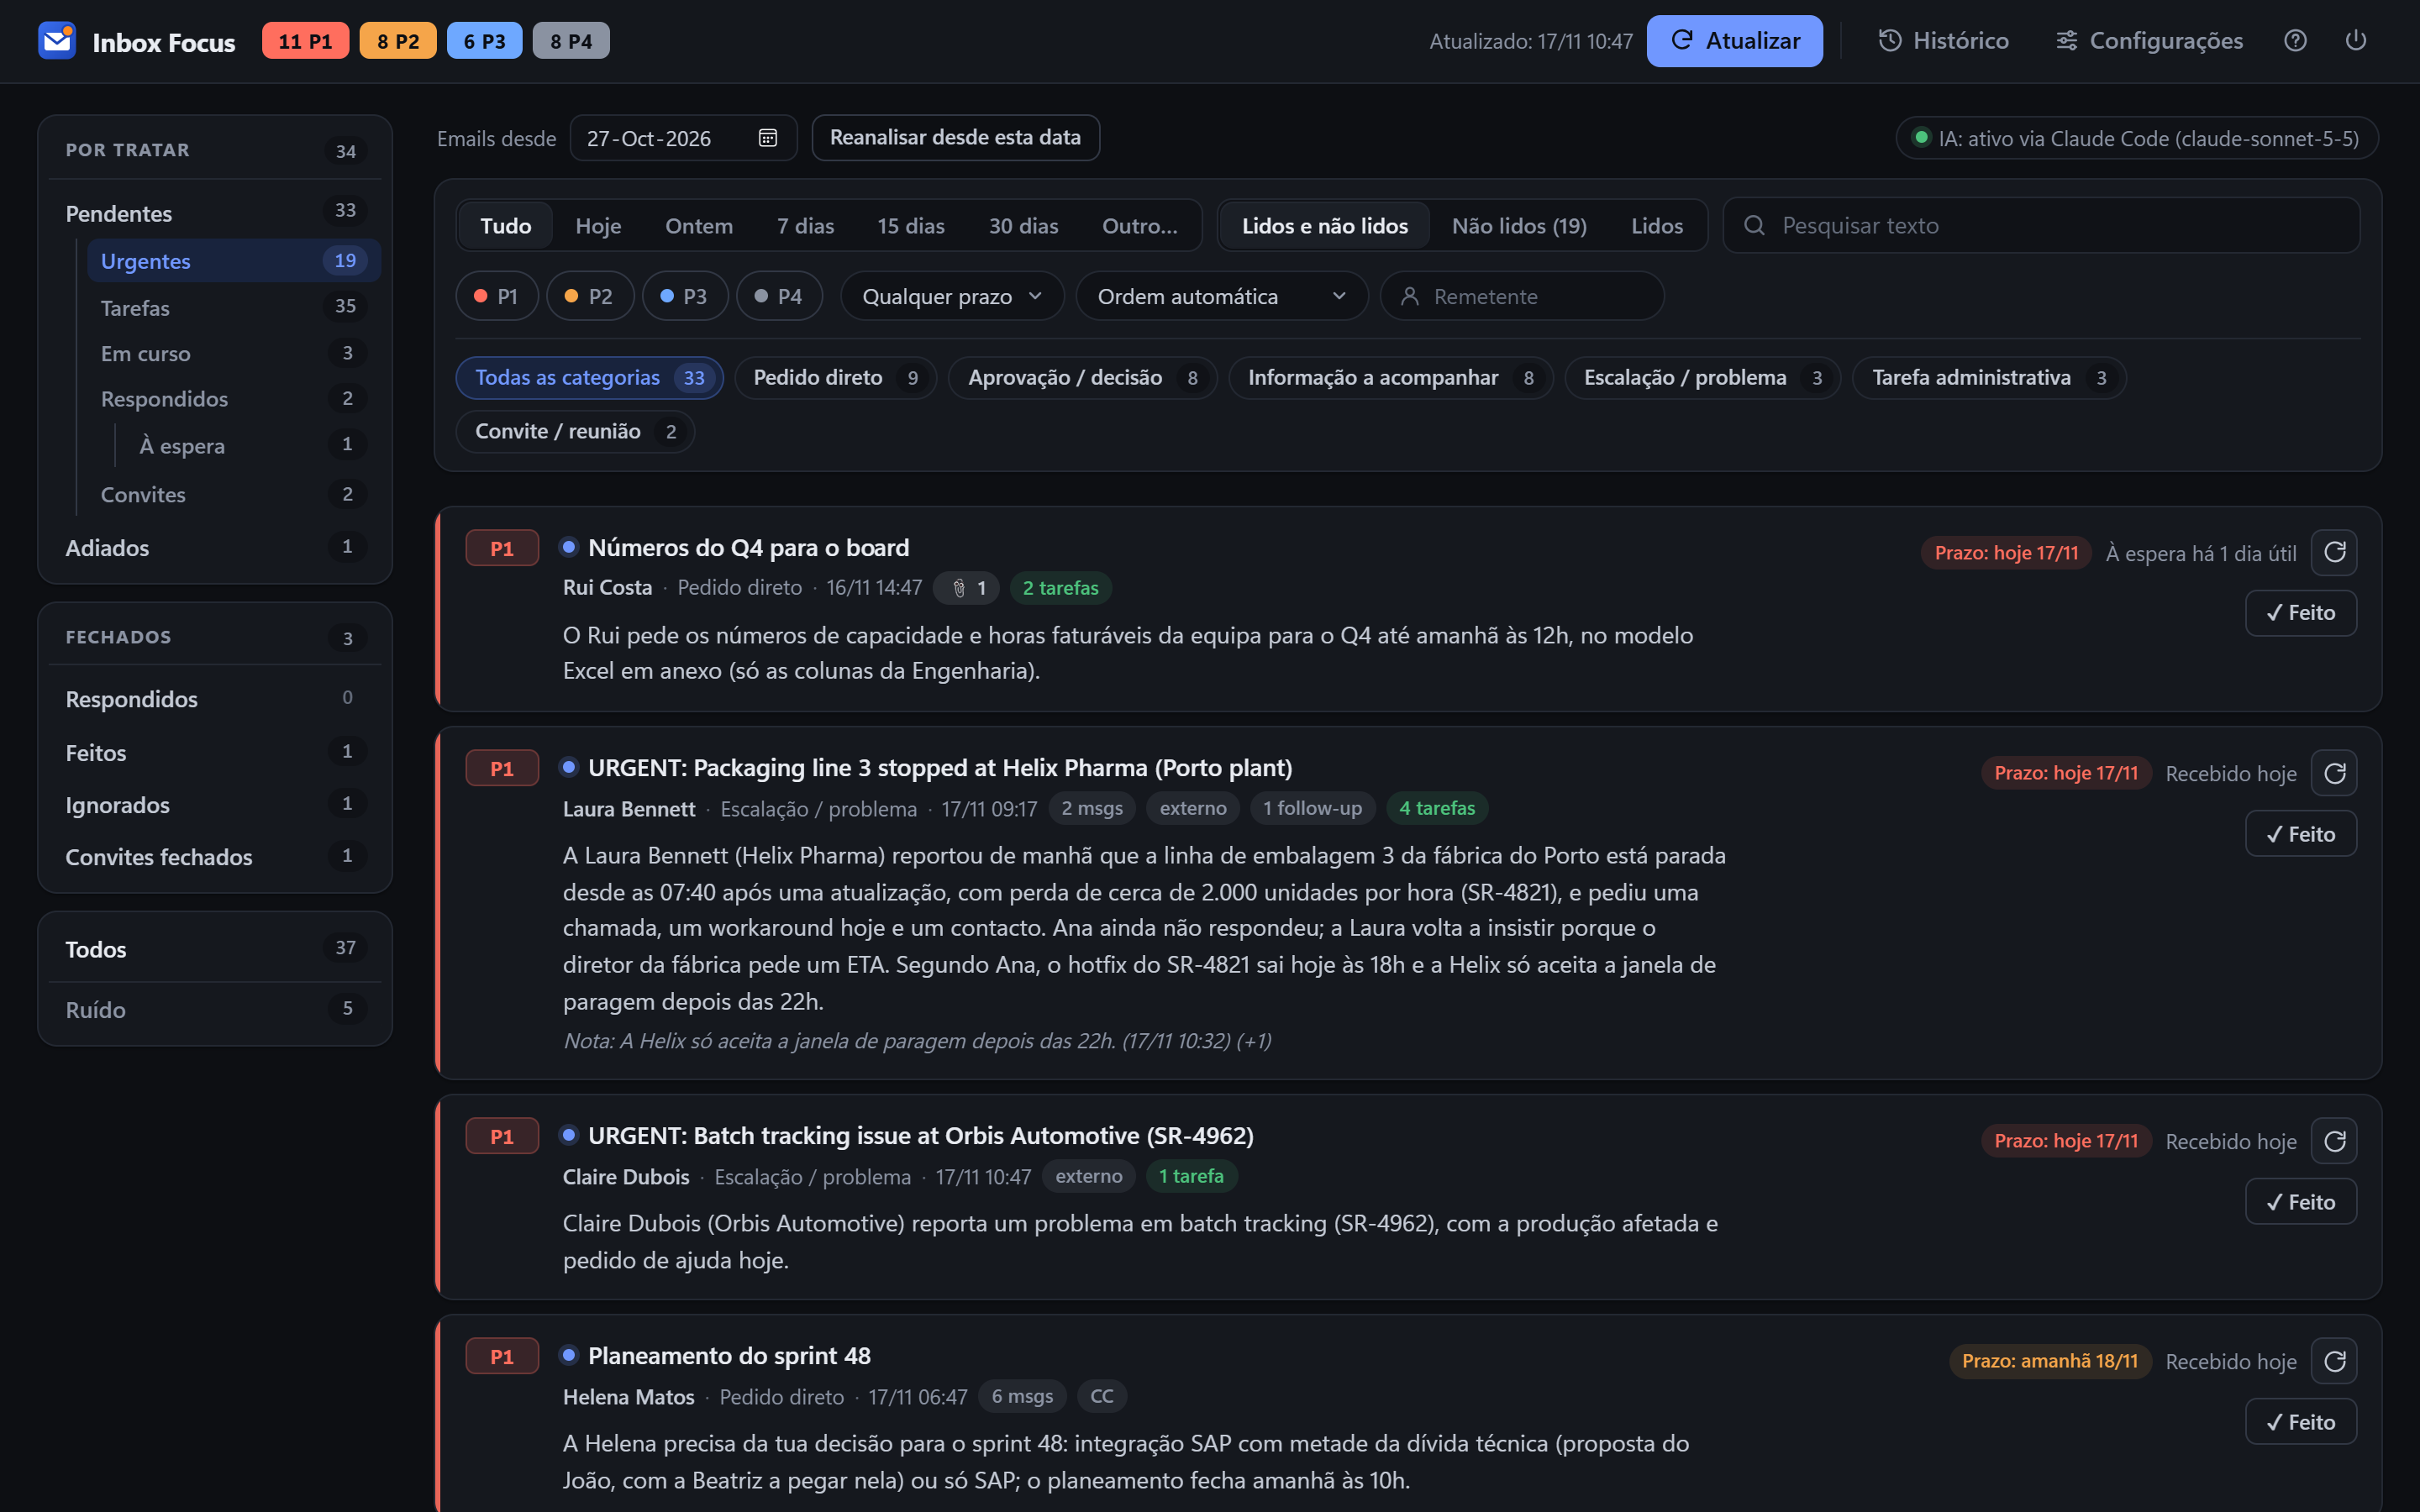 Inbox Focus
11 P1
8 P2
6 P3
8 P4
Atualizado: 17/11 10:47
Atualizar
Histórico
Configurações
POR TRATAR 34
Pendentes 33
Urgentes 19
Tarefas 35
Em curso 3
Respondidos 2
À espera 1
Convites 2
Adiados 1
FECHADOS 3
Respondidos 0
Feitos 1
Ignorados 1
Convites fechados 1
Todos 37
Ruído 5
Emails desde 27-Oct-2026 Reanalisar desde esta data
IA: ativo via Claude Code (claude-sonnet-5-5)
Tudo Hoje Ontem 7 dias 15 dias 30 dias Outro...
Lidos e não lidos Não lidos (19) Lidos
Pesquisar texto
P1 P2 P3 P4 Qualquer prazo Ordem automática Remetente
Todas as categorias 33 Pedido direto 9 Aprovação / decisão 8 Informação a acompanhar 8 Escalação / problema 3 Tarefa administrativa 3
Convite / reunião 2
P1 Números do Q4 para o board
Prazo: hoje 17/11 À espera há 1 dia útil
Rui Costa · Pedido direto · 16/11 14:47 1 2 tarefas
✓ Feito
O Rui pede os números de capacidade e horas faturáveis da equipa para o Q4 até amanhã às 12h, no modelo
Excel em anexo (só as colunas da Engenharia).
P1 URGENT: Packaging line 3 stopped at Helix Pharma (Porto plant)
Prazo: hoje 17/11 Recebido hoje
Laura Bennett · Escalação / problema · 17/11 09:17 2 msgs externo 1 follow-up 4 tarefas
✓ Feito
A Laura Bennett (Helix Pharma) reportou de manhã que a linha de embalagem 3 da fábrica do Porto está parada
desde as 07:40 após uma atualização, com perda de cerca de 2.000 unidades por hora (SR-4821), e pediu uma
chamada, um workaround hoje e um contacto. Ana ainda não respondeu; a Laura volta a insistir porque o
diretor da fábrica pede um ETA. Segundo Ana, o hotfix do SR-4821 sai hoje às 18h e a Helix só aceita a janela de
paragem depois das 22h.
Nota: A Helix só aceita a janela de paragem depois das 22h. (17/11 10:32) (+1)
P1 URGENT: Batch tracking issue at Orbis Automotive (SR-4962)
Prazo: hoje 17/11 Recebido hoje
Claire Dubois · Escalação / problema · 17/11 10:47 externo 1 tarefa
✓ Feito
Claire Dubois (Orbis Automotive) reporta um problema em batch tracking (SR-4962), com a produção afetada e
pedido de ajuda hoje.
P1 Planeamento do sprint 48
Prazo: amanhã 18/11 Recebido hoje
Helena Matos · Pedido direto · 17/11 06:47 6 msgs CC
✓ Feito
A Helena precisa da tua decisão para o sprint 48: integração SAP com metade da dívida técnica (proposta do
João, com a Beatriz a pegar nela) ou só SAP; o planeamento fecha amanhã às 10h.